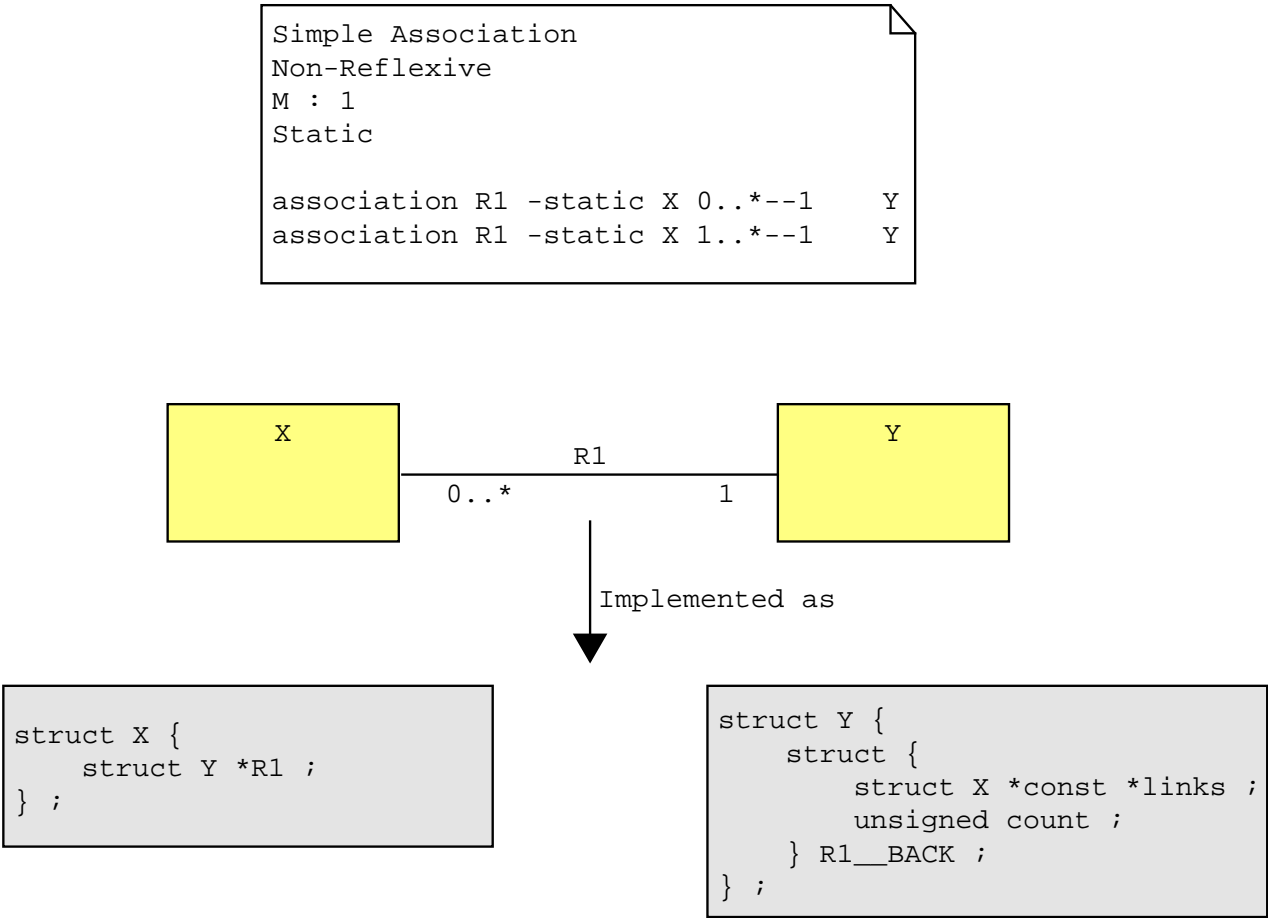 Simple Association
Non-Reflexive
M : 1
Static
association R1 -static X 0..*--1    Y
association R1 -static X 1..*--1    Y
X
R1
Y
0..*
1
Implemented as
struct X {
    struct Y *R1 ;
} ;
struct Y {
    struct {
        struct X *const *links ;
        unsigned count ;
    } R1__BACK ;
} ;